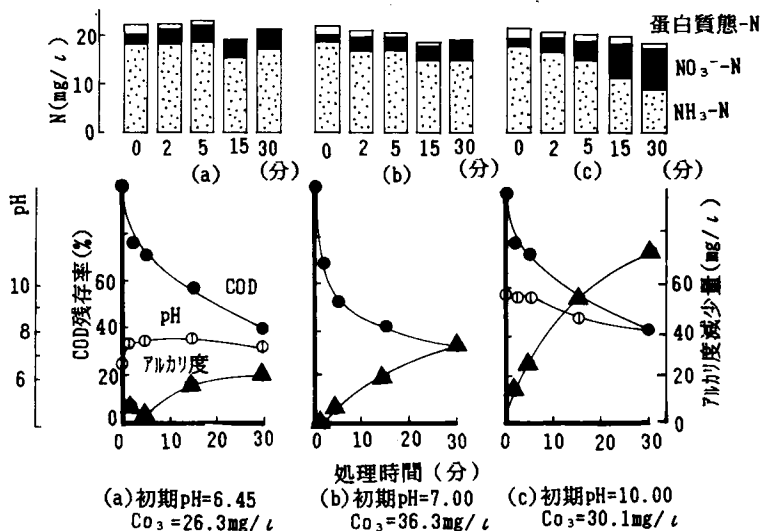 蛋白質態-N
NO₃⁻-N
NH₃-N
N(mg/ℓ)
20
10
0
0 2 5 15 30 (分)
(a)
0 2 5 15 30
(b)
0 2 5 15 30 (分)
(c)
pH
10
8
6
COD残存率(%)
80
60
40
20
0
COD
pH
アルカリ度
アルカリ度減少量(mg/ℓ)
60
40
20
0
0 10 20 30
0 10 20 30
0 10 20 30
処理時間(分)
(a)初期pH=6.45
Co₃=26.3mg/ℓ
(b)初期pH=7.00
Co₃=36.3mg/ℓ
(c)初期pH=10.00
Co₃=30.1mg/ℓ